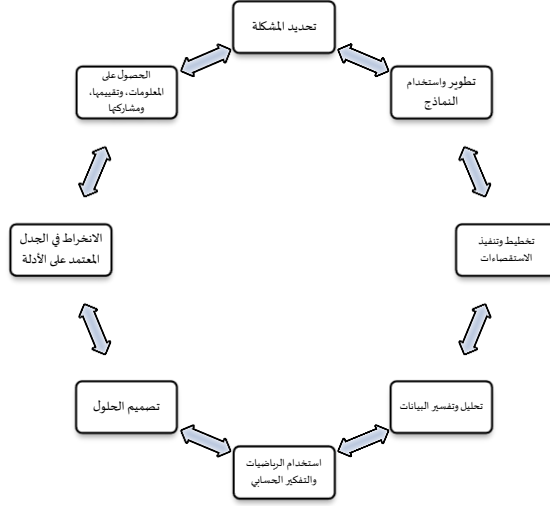 تحديد المشكلة
تطوير واستخدام
النماذج
تخطيط وتنفيذ
الاستقصاءات
تحليل وتفسير البيانات
استخدام الرياضيات
والتفكير الحسابي
تصميم الحلول
الانخراط في الجدل
المعتمد على الأدلة
الحصول على
المعلومات، وتقييمها،
ومشاركتها